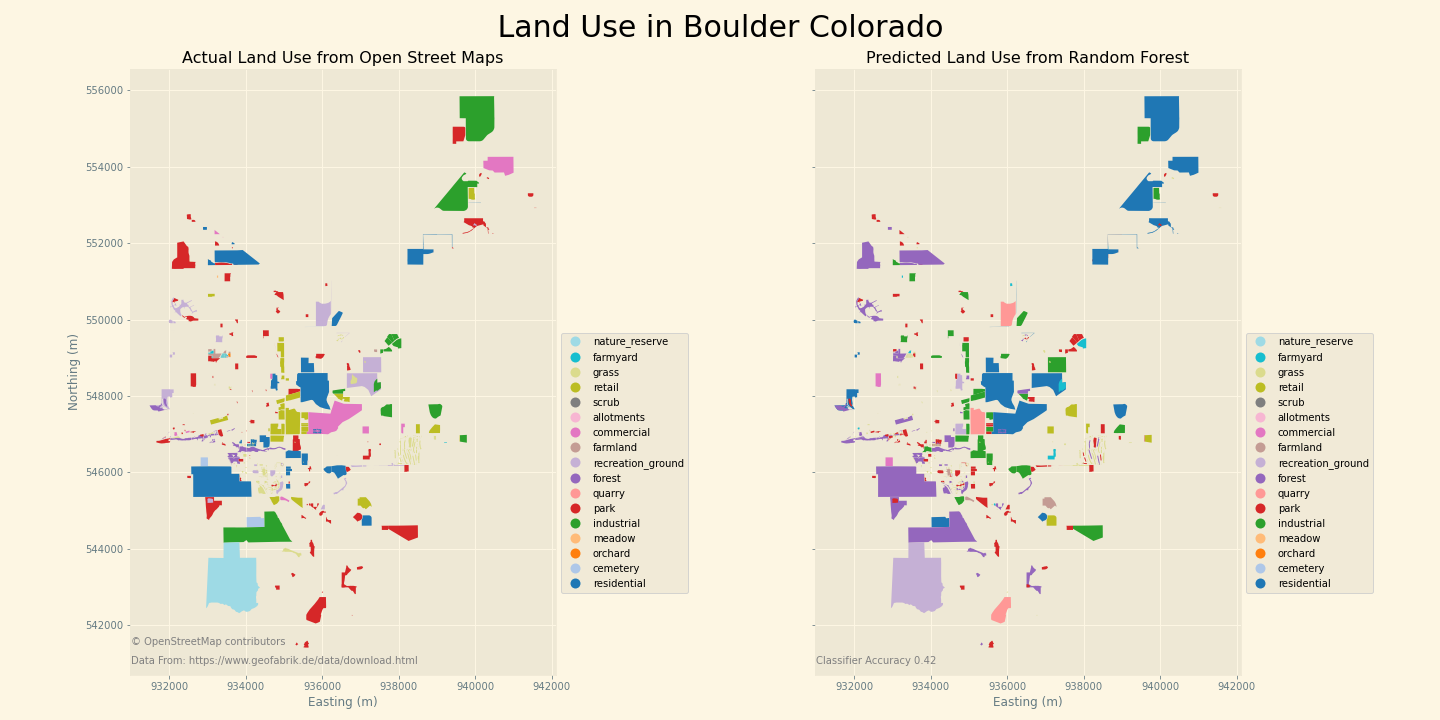 Land Use in Boulder Colorado
Actual Land Use from Open Street Maps
556000
554000
552000
550000
548000
546000
544000
542000
Northing (m)
© OpenStreetMap contributors
Data From: https://www.geofabrik.de/data/download.html
932000 934000 936000 938000 940000 942000
Easting (m)
nature_reserve
farmyard
grass
retail
scrub
allotments
commercial
farmland
recreation_ground
forest
quarry
park
industrial
meadow
orchard
cemetery
residential
Predicted Land Use from Random Forest
Classifier Accuracy 0.42
932000 934000 936000 938000 940000 942000
Easting (m)
nature_reserve
farmyard
grass
retail
scrub
allotments
commercial
farmland
recreation_ground
forest
quarry
park
industrial
meadow
orchard
cemetery
residential